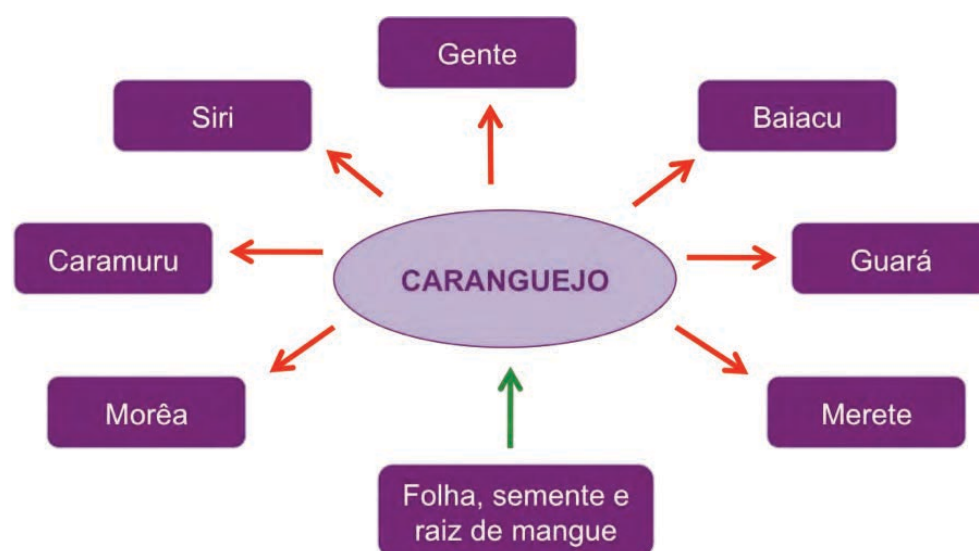 Gente
Siri
Baiacu
Caramuru
CARANGUEJO
Guará
Morêa
Merete
Folha, semente e
raiz de mangue